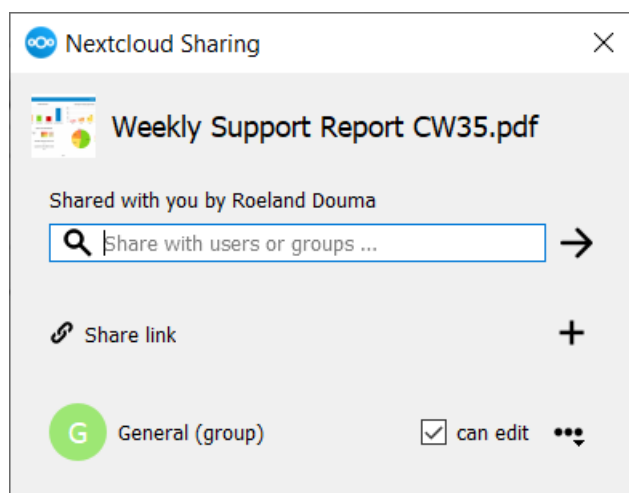 Nextcloud Sharing
Weekly Support Report CW35.pdf
Shared with you by Roeland Douma
Share with users or groups ...
Share link
G
General (group)
can edit